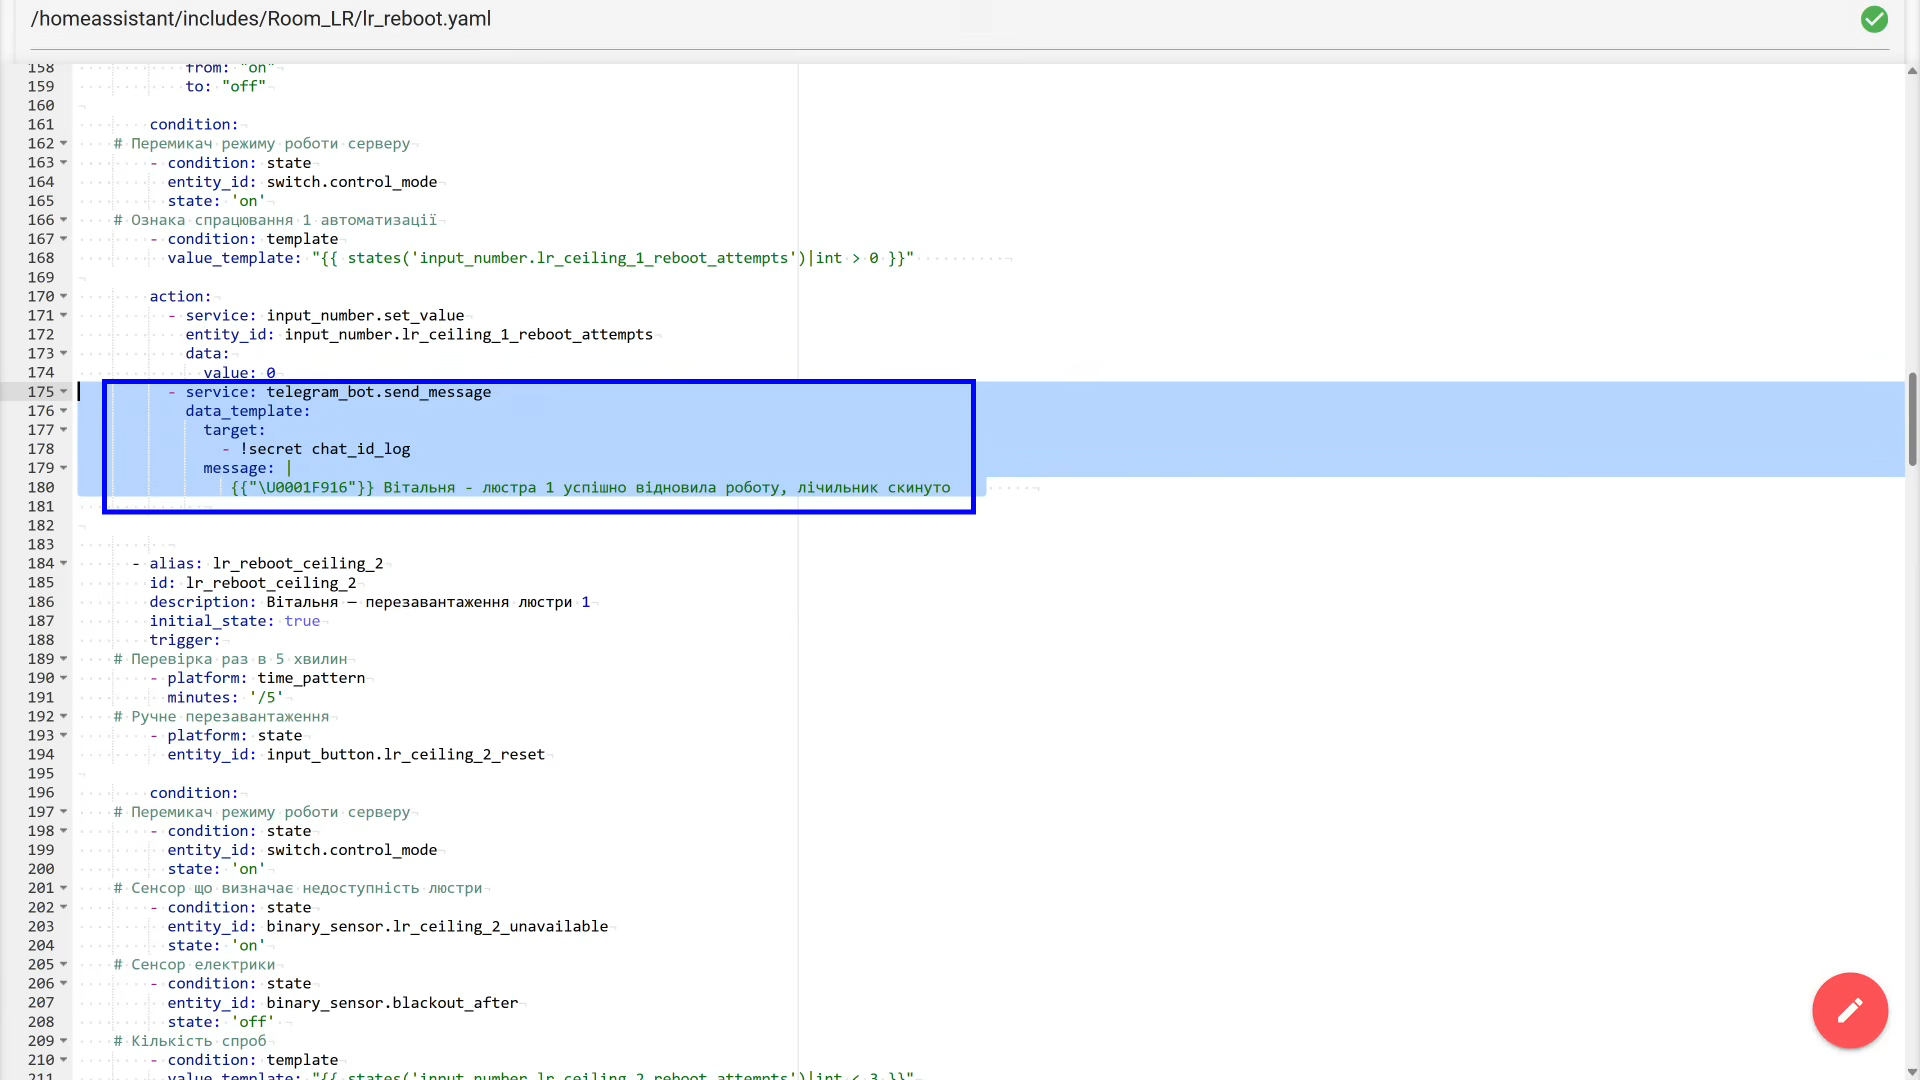 /homeassistant/includes/Room_LR/lr_reboot.yaml
158 from: "on"
159 to: "off"
160
161 condition:
162 # Перемикач режиму роботи серверу
163 - condition: state
164 entity_id: switch.control_mode
165 state: 'on'
166 # Ознака спрацювання 1 автоматизації
167 - condition: template
168 value_template: "{{ states('input_number.lr_ceiling_1_reboot_attempts')|int > 0 }}"
169
170 action:
171 - service: input_number.set_value
172 entity_id: input_number.lr_ceiling_1_reboot_attempts
173 data:
174 value: 0
175 - service: telegram_bot.send_message
176 data_template:
177 target:
178 - !secret chat_id_log
179 message: |
180 {{"\U0001F916"}} Вітальня - люстра 1 успішно відновила роботу, лічильник скинуто
181
182
183
184 - alias: lr_reboot_ceiling_2
185 id: lr_reboot_ceiling_2
186 description: Вітальня — перезавантаження люстри 1
187 initial_state: true
188 trigger:
189 # Перевірка раз в 5 хвилин
190 - platform: time_pattern
191 minutes: '/5'
192 # Ручне перезавантаження
193 - platform: state
194 entity_id: input_button.lr_ceiling_2_reset
195
196 condition:
197 # Перемикач режиму роботи серверу
198 - condition: state
199 entity_id: switch.control_mode
200 state: 'on'
201 # Сенсор що визначає недоступність люстри
202 - condition: state
203 entity_id: binary_sensor.lr_ceiling_2_unavailable
204 state: 'on'
205 # Сенсор електрики
206 - condition: state
207 entity_id: binary_sensor.blackout_after
208 state: 'off'
209 # Кількість спроб
210 - condition: template
211 value_template: "{{ states('input_number.lr_ceiling_2_reboot_attempts')|int < 3 }}"